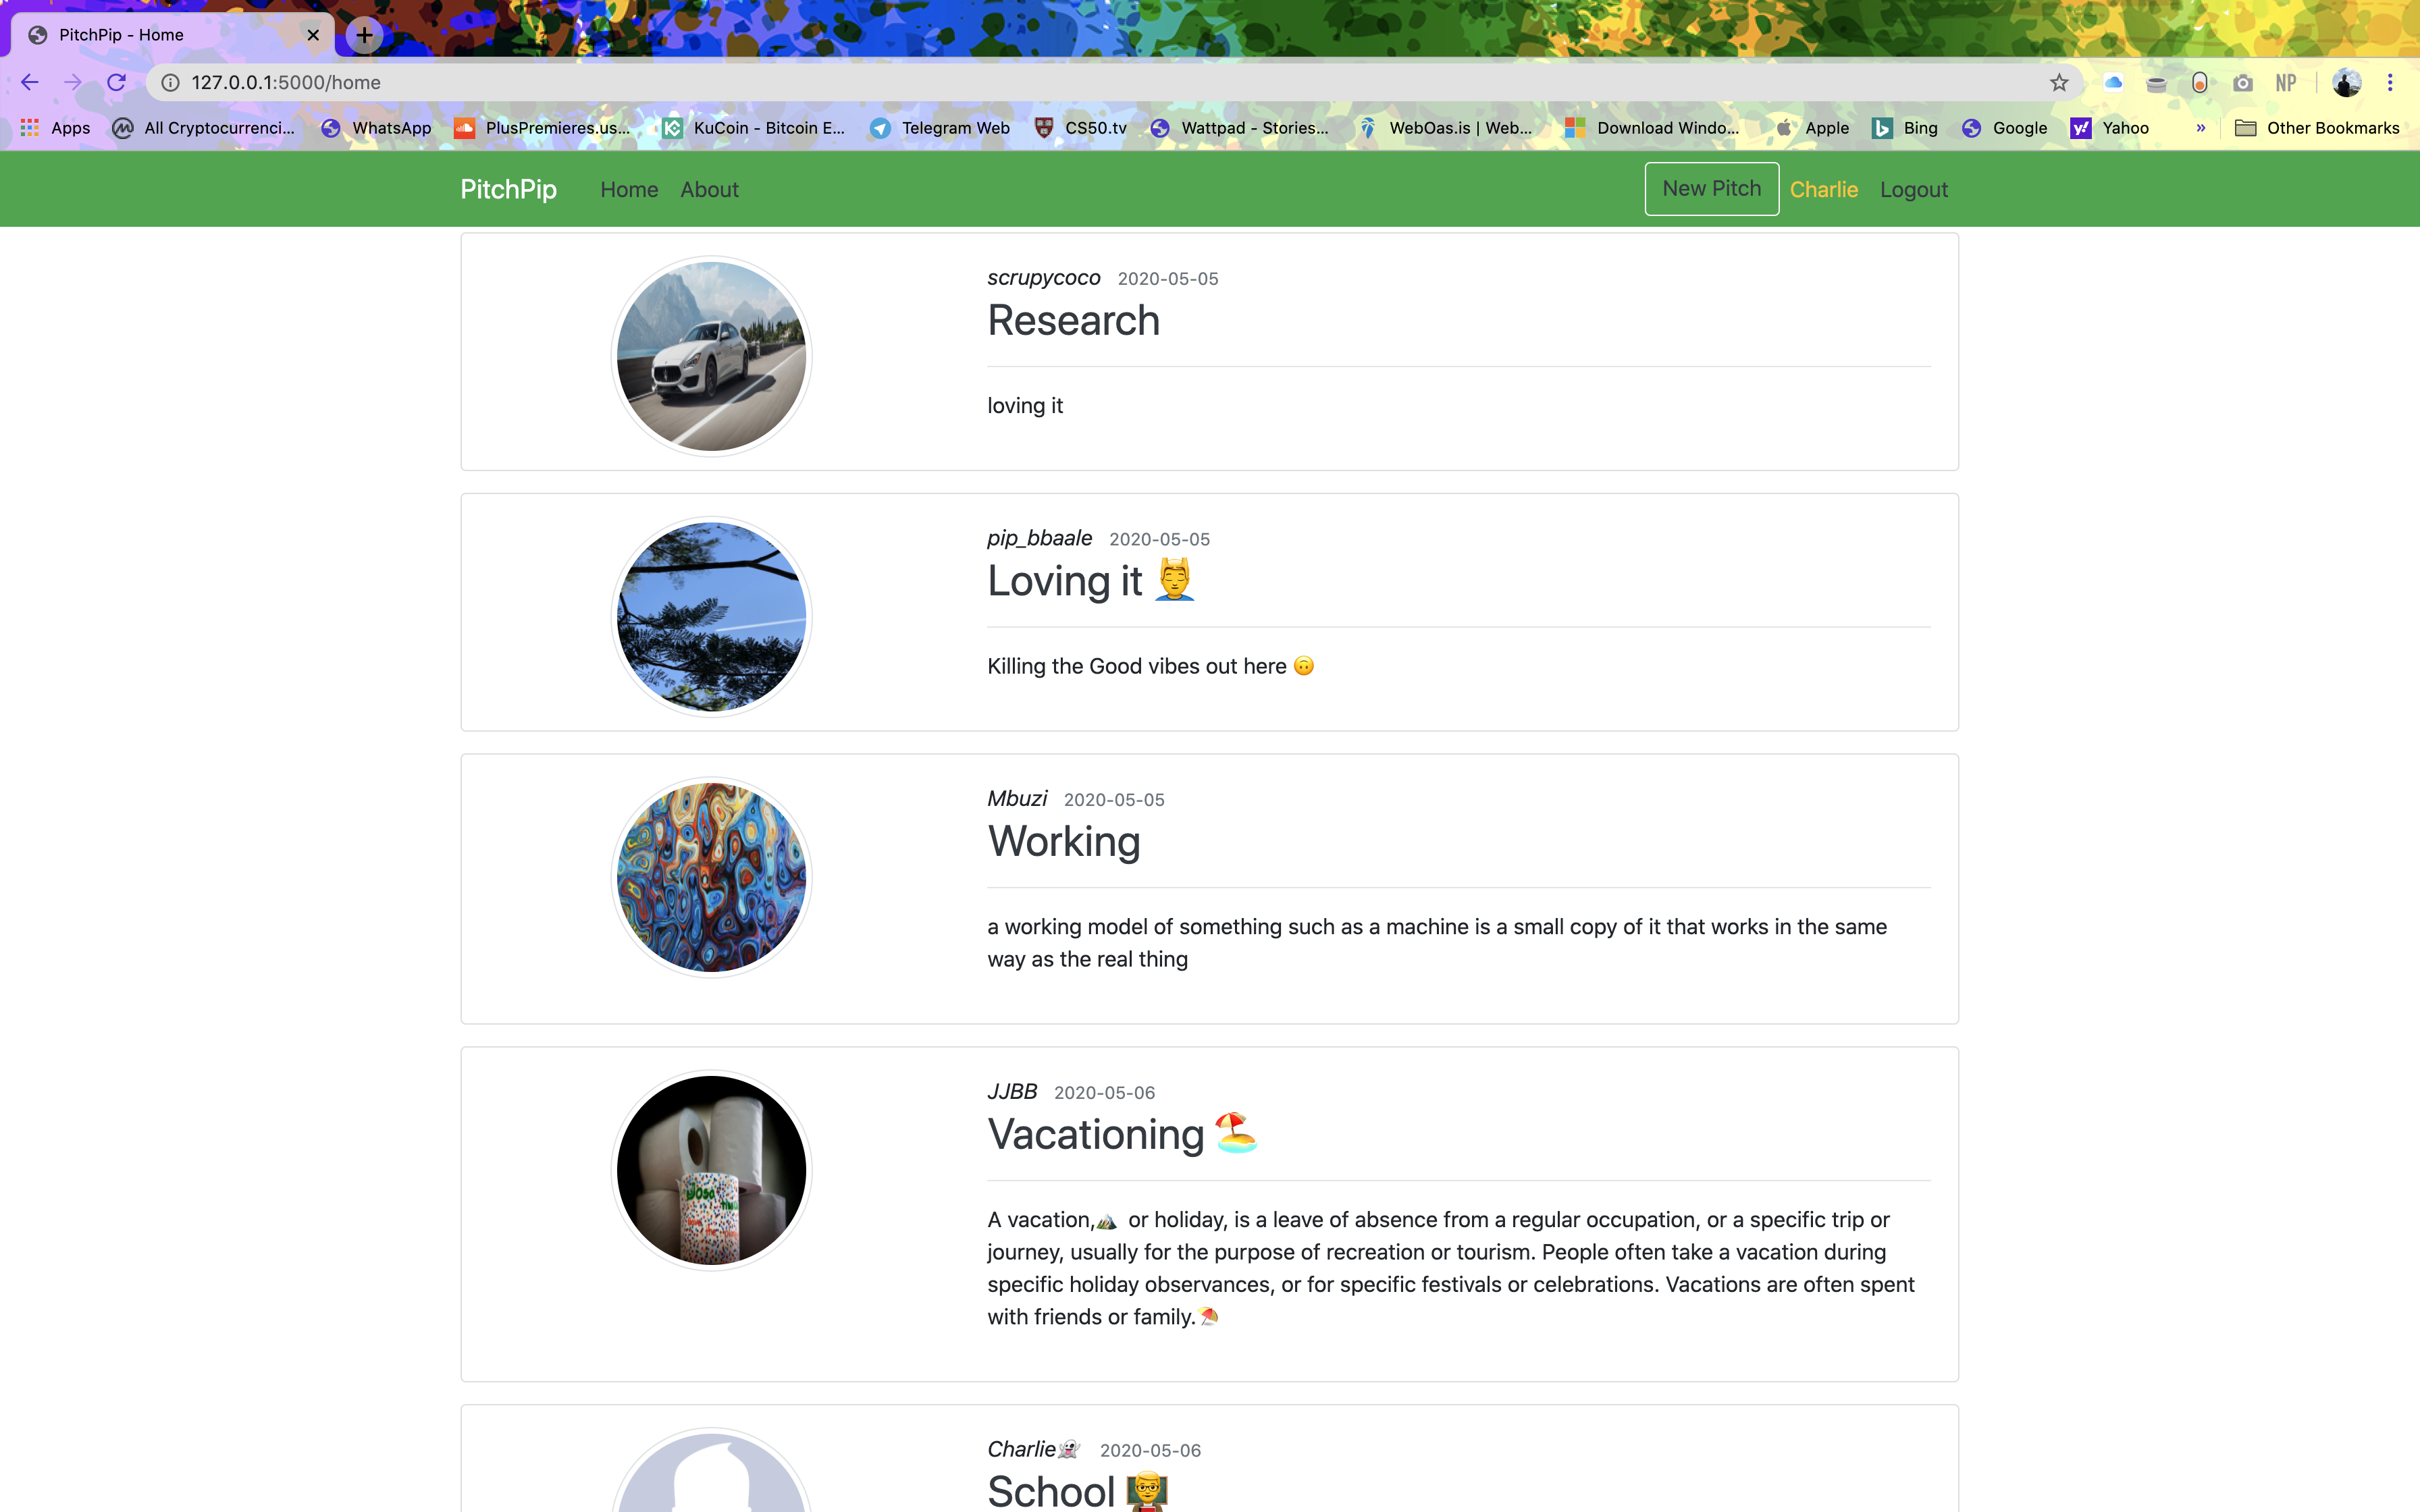 PitchPip - Home
127.0.0.1:5000/home
NP
Apps All Cryptocurrenci... WhatsApp PlusPremieres.us... KuCoin - Bitcoin E... Telegram Web CS50.tv Wattpad - Stories... WebOas.is | Web... Download Windo... Apple Bing Google Yahoo » Other Bookmarks
PitchPip Home About New Pitch Charlie Logout
scrupycoco 2020-05-05
Research
loving it
pip_bbaale 2020-05-05
Loving it 💆‍♂️
Killing the Good vibes out here 🙃
Mbuzi 2020-05-05
Working
a working model of something such as a machine is a small copy of it that works in the same
way as the real thing
JJBB 2020-05-06
Vacationing 🏖️
A vacation,🏔️ or holiday, is a leave of absence from a regular occupation, or a specific trip or
journey, usually for the purpose of recreation or tourism. People often take a vacation during
specific holiday observances, or for specific festivals or celebrations. Vacations are often spent
with friends or family.⛱️
Charlie👻 2020-05-06
School 👨‍🏫